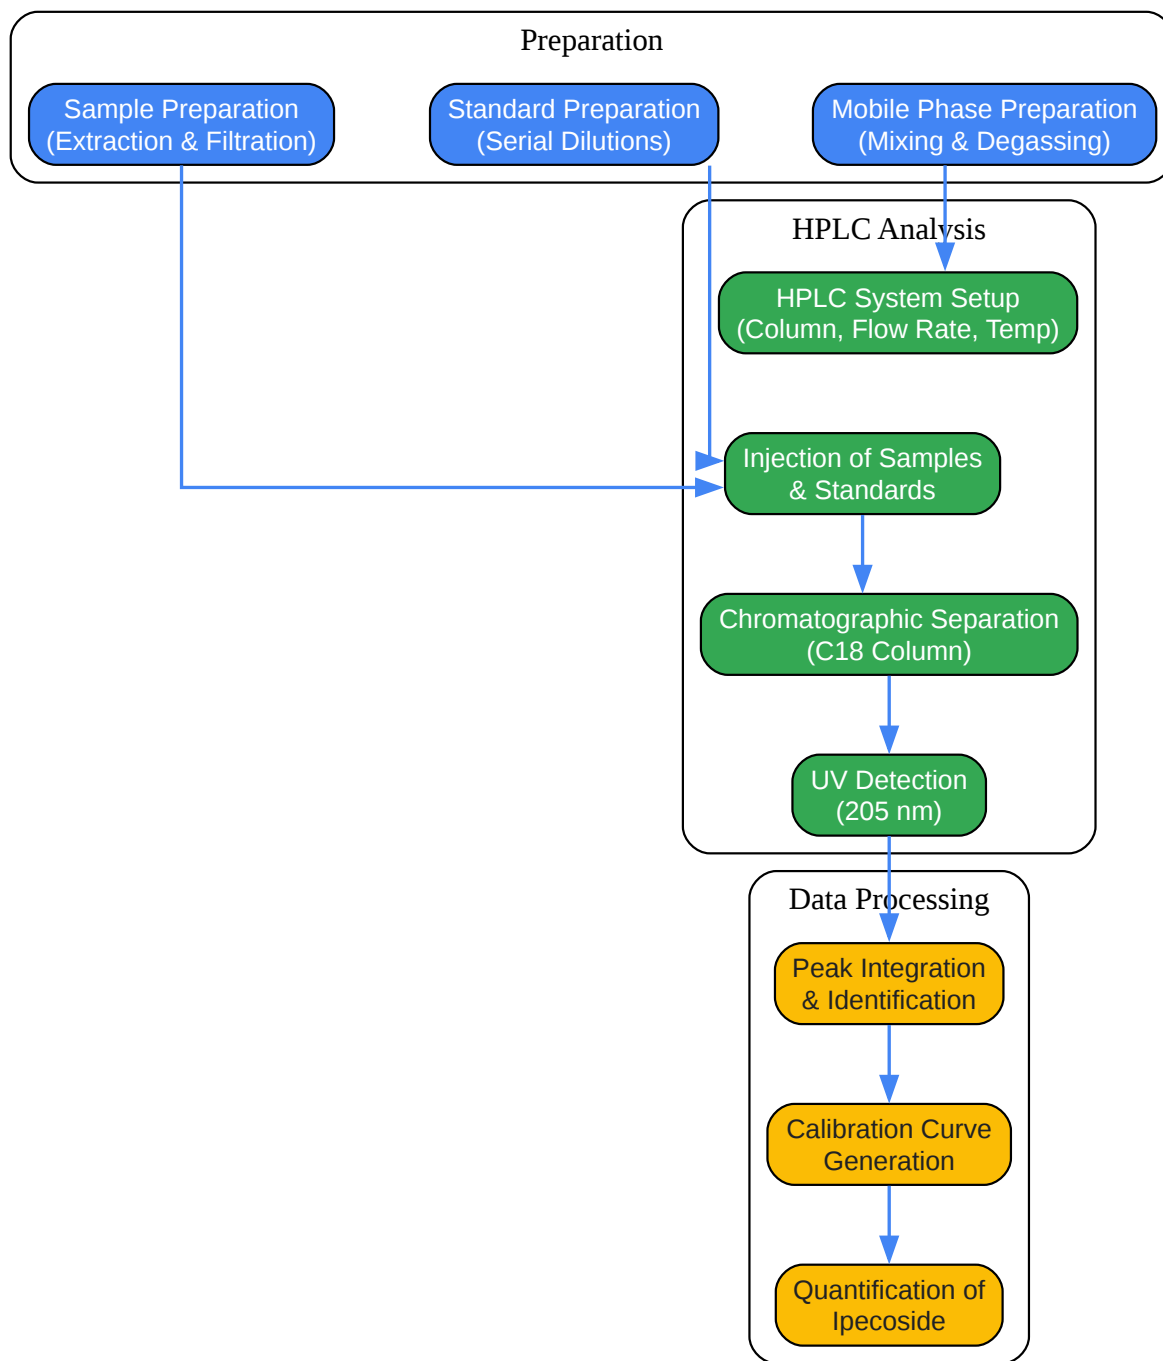 Preparation
Sample Preparation
(Extraction & Filtration)
Standard Preparation
(Serial Dilutions)
Mobile Phase Preparation
(Mixing & Degassing)
HPLC Analysis
HPLC System Setup
(Column, Flow Rate, Temp)
Injection of Samples
& Standards
Chromatographic Separation
(C18 Column)
UV Detection
(205 nm)
Data Processing
Peak Integration
& Identification
Calibration Curve
Generation
Quantification of
Ipecoside